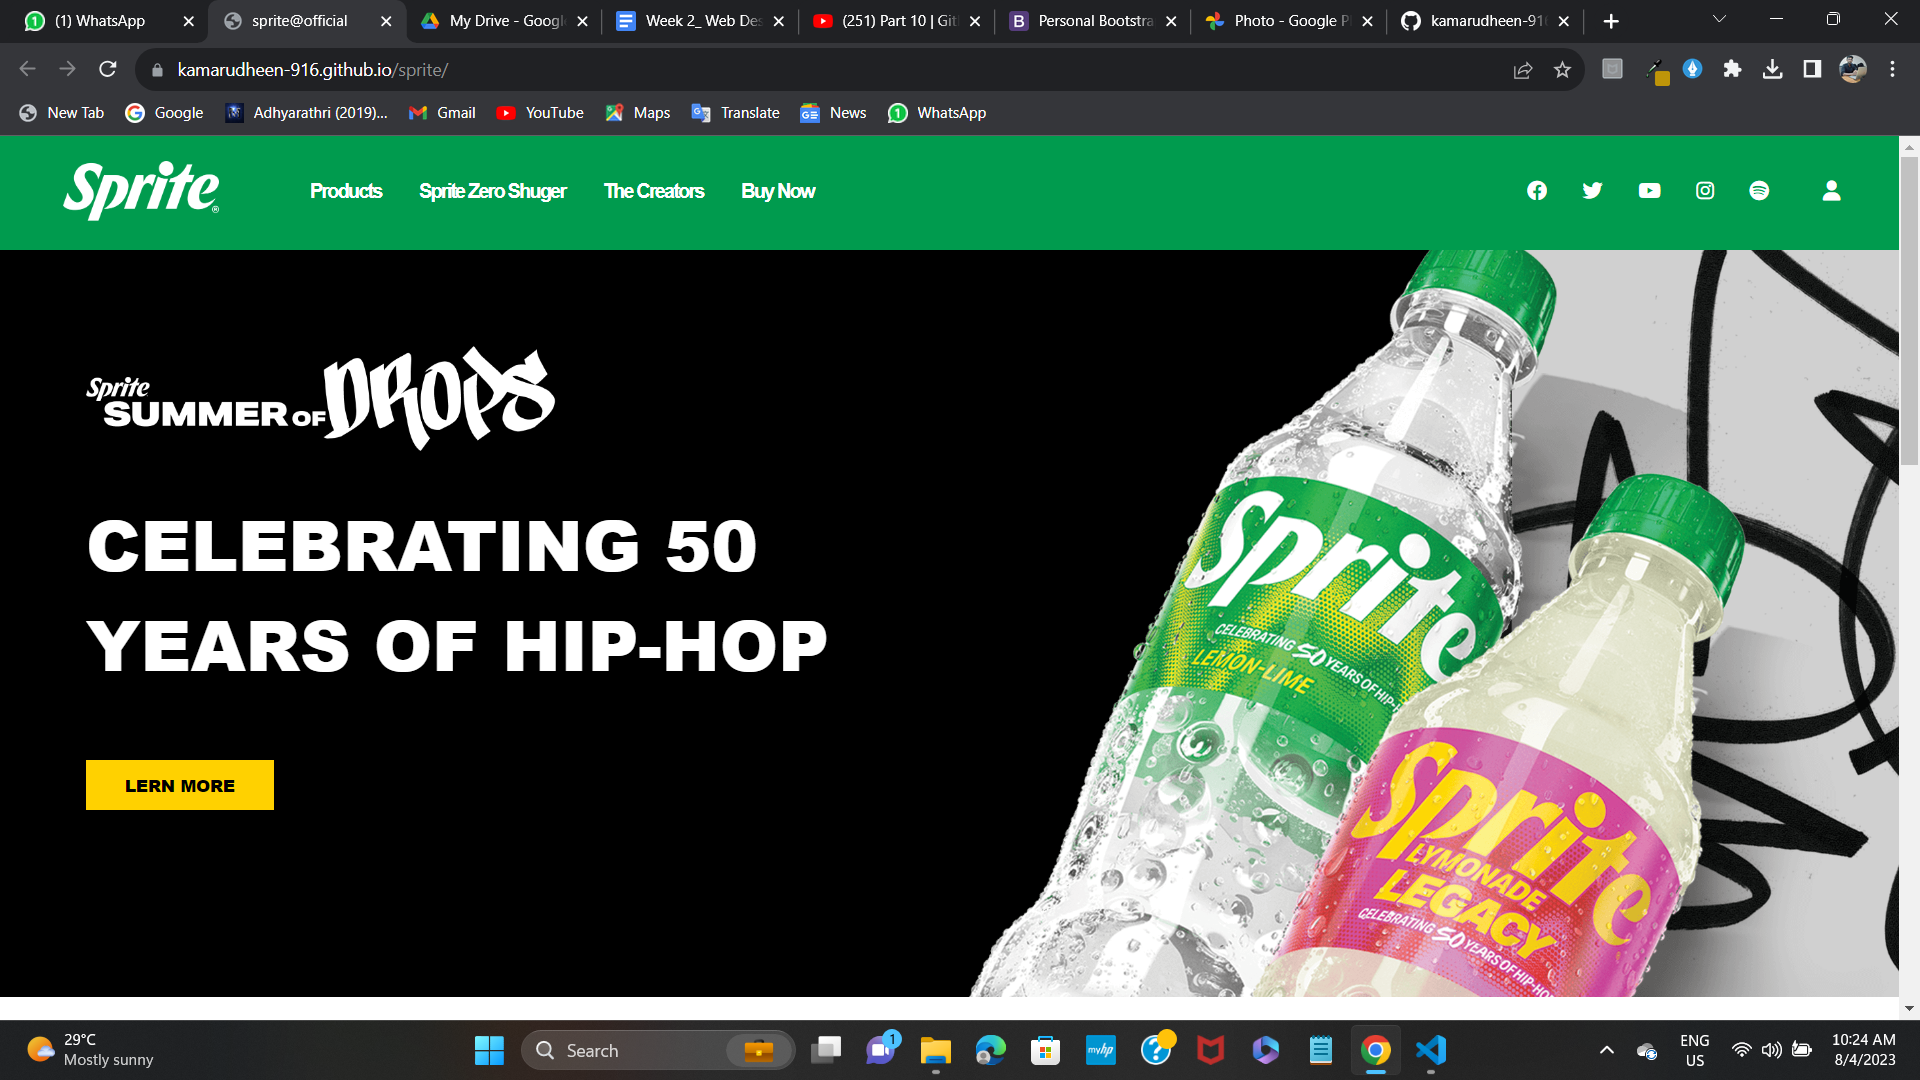 (1) WhatsApp
sprite@official
My Drive - Googl
Week 2_ Web Des
(251) Part 10 | Git
Personal Bootstra
Photo - Google P
kamarudheen-91
kamarudheen-916.github.io/sprite/
New Tab
Google
Adhyarathri (2019)...
Gmail
YouTube
Maps
Translate
News
WhatsApp
Sprite®
Products
Sprite Zero Shuger
The Creators
Buy Now
Sprite
SUMMER OF DROPS
CELEBRATING 50
YEARS OF HIP-HOP
LERN MORE
Sprite
CELEBRATING 50 YEARS OF HIP-
LEMON-LIME
Sprite
LYMONADE
LEGACY
CELEBRATING 50 YEARS OF HIP-HO
29°C
Mostly sunny
Search
1
myhp
ENG
US
10:24 AM
8/4/2023